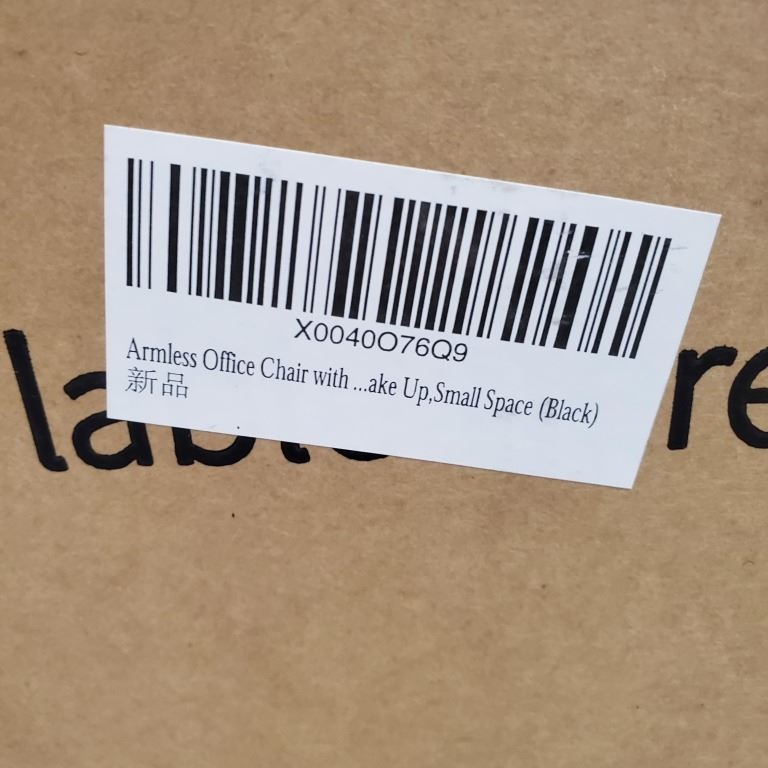 X0040O76Q9
Armless Office Chair with ...ake Up,Small Space (Black)
新品